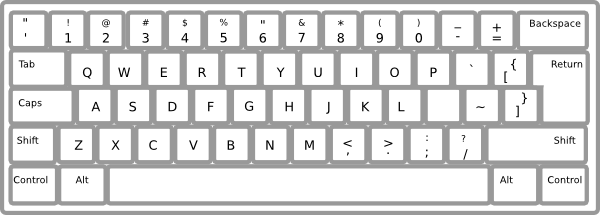 " ! @ # $ % " & * ( ) _ + Backspace
' 1 2 3 4 5 6 7 8 9 0 - =
Tab Q W E R T Y U I O P ` { Return
[
Caps A S D F G H J K L ~ }
]
Shift Z X C V B N M < > : ? Shift
, . ; /
Control Alt Alt Control